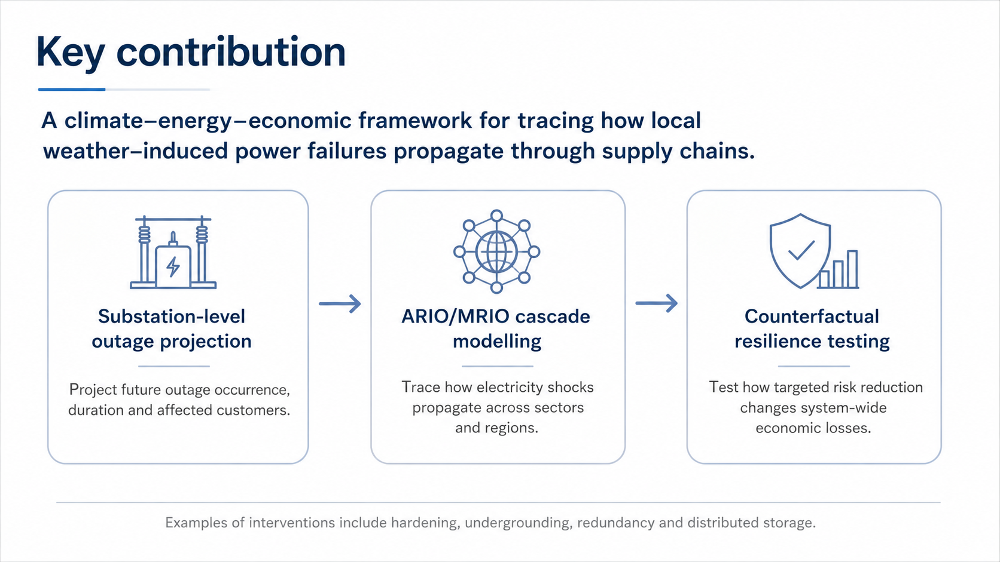 Key contribution
A climate–energy–economic framework for tracing how local
weather–induced power failures propagate through supply chains.
Substation-level
outage projection
Project future outage occurrence,
duration and affected customers.
ARIO/MRIO cascade
modelling
Trace how electricity shocks
propagate across sectors
and regions.
Counterfactual
resilience testing
Test how targeted risk reduction
changes system-wide
economic losses.
Examples of interventions include hardening, undergrounding, redundancy and distributed storage.